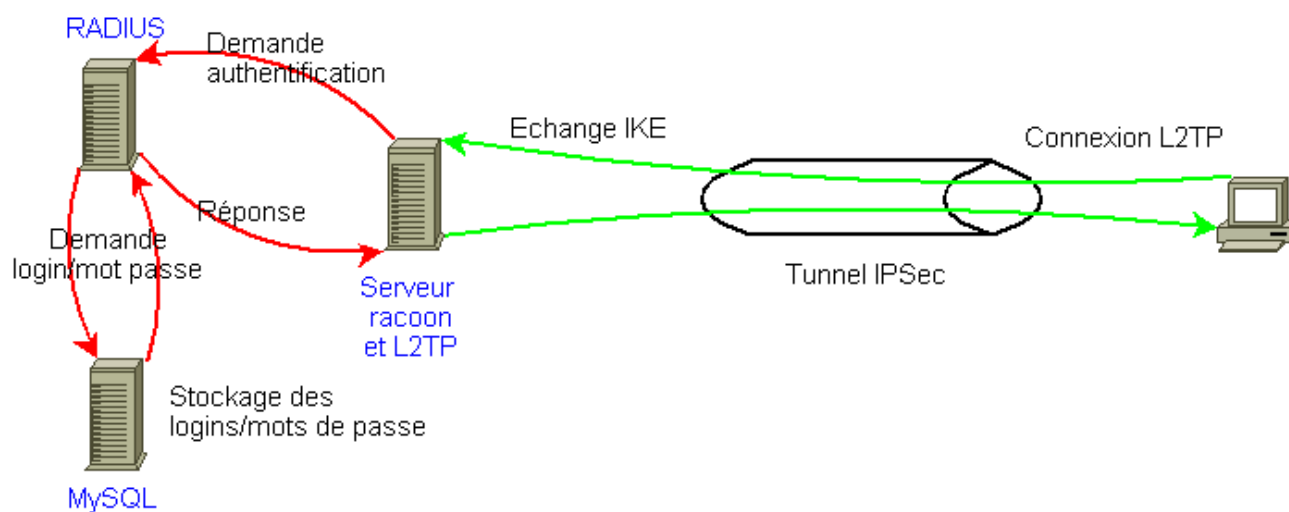 RADIUS
Demande
authentification
Echange IKE
Connexion L2TP
Réponse
Demande
login/mot passe
Tunnel IPSec
Serveur
racoon
et L2TP
Stockage des
logins/mots de passe
MySQL